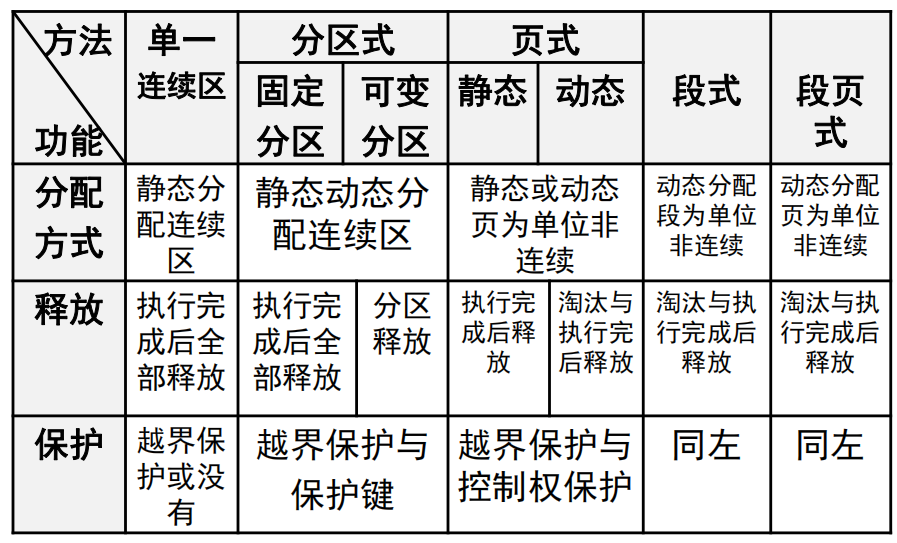 方法
功能
单一
连续区
分区式
页式
固定
分区
可变
分区
静态
动态
段式
段页
式
分配
方式
静态分
配连续
区
静态动态分
配连续区
静态或动态
页为单位非
连续
动态分配
段为单位
非连续
动态分配
页为单位
非连续
释放
执行完
成后全
部释放
执行完
成后全
部释放
分区
释放
执行完
成后释
放
淘汰与
执行完
后释放
淘汰与执
行完成后
释放
淘汰与执
行完成后
释放
保护
越界保
护或没
有
越界保护与
保护键
越界保护与
控制权保护
同左
同左